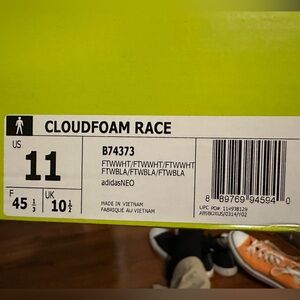 CLOUDFOAM RACE
US
11
B74373
FTWWHT/FTWWHT/FTWWHT
FTWBLA/FTWBLA/FTWBLA
adidasNEO
F
45 1/3
UK
10 1/2
MADE IN VIETNAM
FABRIQUÉ AU VIETNAM
8 89769 94594 0